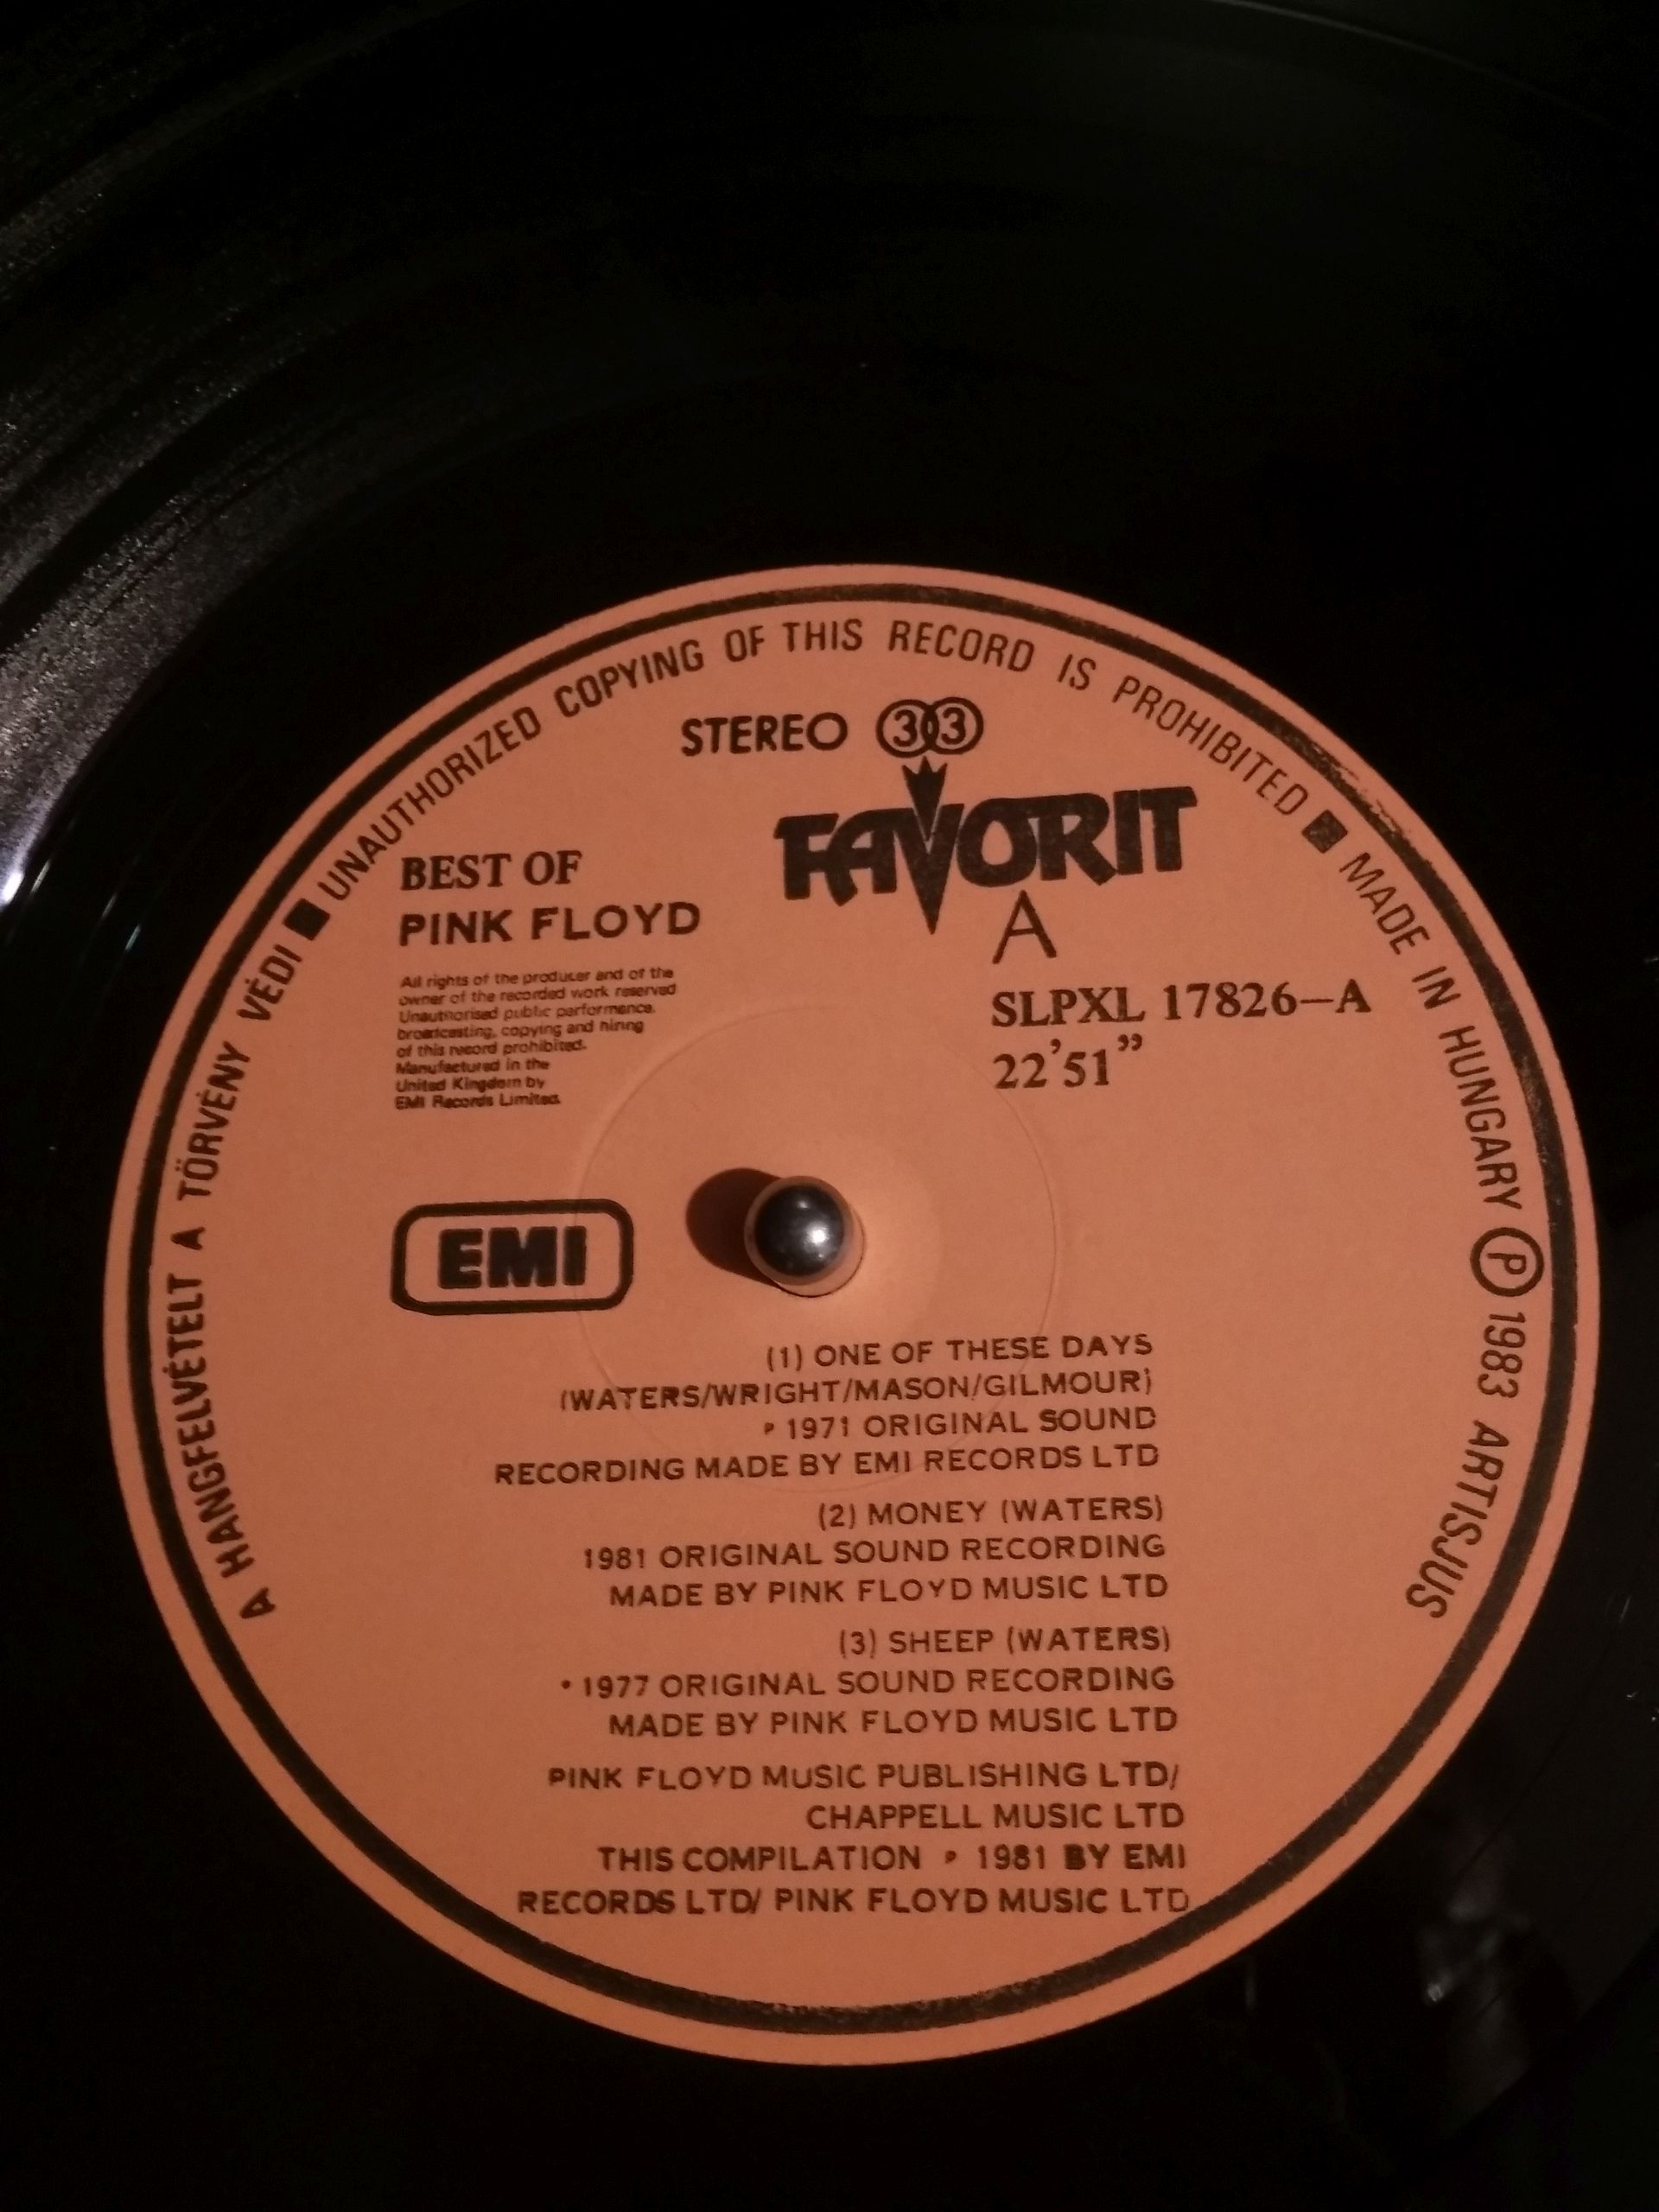 A HANGFELVÉTELT A TÖRVÉNY VÉDI ■ UNAUTHORIZED COPYING OF THIS RECORD IS PROHIBITED ■ MADE IN HUNGARY Ⓟ 1983 ARTISJUS
STEREO 33
FAVORIT
BEST OF
PINK FLOYD
A
SLPXL 17826—A
22’51”
All rights of the producer and of the
owner of the recorded work reserved
Unauthorised public performance.
broadcasting, copying and hiring
of this record prohibited.
Manufactured in the
United Kingdom by
EMI Records Limited.
EMI
(1) ONE OF THESE DAYS
(WATERS/WRIGHT/MASON/GILMOUR)
℗ 1971 ORIGINAL SOUND
RECORDING MADE BY EMI RECORDS LTD
(2) MONEY (WATERS)
1981 ORIGINAL SOUND RECORDING
MADE BY PINK FLOYD MUSIC LTD
(3) SHEEP (WATERS)
• 1977 ORIGINAL SOUND RECORDING
MADE BY PINK FLOYD MUSIC LTD
PINK FLOYD MUSIC PUBLISHING LTD/
CHAPPELL MUSIC LTD
THIS COMPILATION ℗ 1981 BY EMI
RECORDS LTD/ PINK FLOYD MUSIC LTD